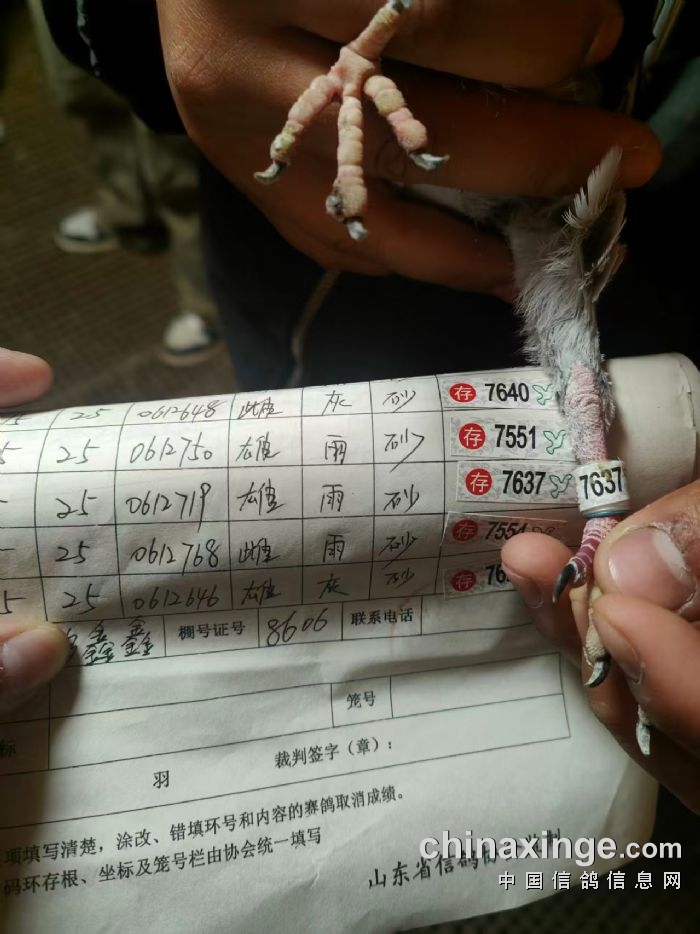 25 0612648 雌 灰 砂 存 7640
5 25 0612750 雄 雨 砂 存 7551
25 0612719 雄 雨 砂 存 7637 7637
25 0612768 雌 雨 砂 存 7554
5 25 0612646 雄 灰 砂 存
鑫鑫 棚号证号 8606 联系电话
笼号
标
羽 裁判签字（章）：
项填写清楚，涂改、错填环号和内容的赛鸽取消成绩。
码环存根、坐标及笼号栏由协会统一填写
山东省信鸽
chinaxinge.com
中国信鸽信息网